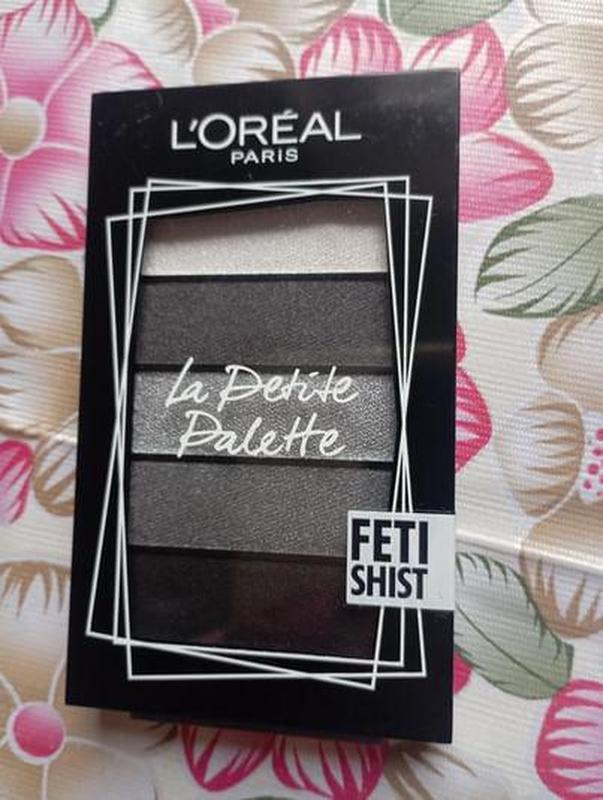 L'ORÉAL
PARIS
La Petite
Palette
FETI
SHIST